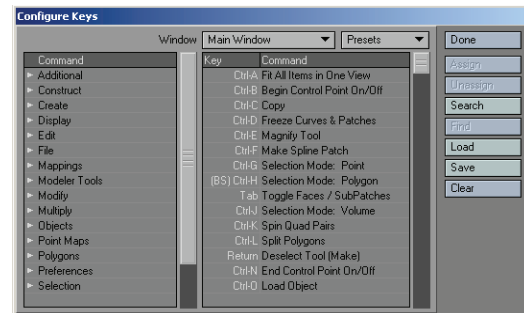 Configure Keys
Window Main Window Presets
Done
Command
Additional
Construct
Create
Display
Edit
File
Mappings
Modeler Tools
Modify
Multiply
Objects
Point Maps
Polygons
Preferences
Selection
Key Command
Ctrl-A Fit All Items in One View
Ctrl-B Begin Control Point On/Off
Ctrl-C Copy
Ctrl-D Freeze Curves & Patches
Ctrl-E Magnify Tool
Ctrl-F Make Spline Patch
Ctrl-G Selection Mode: Point
(BS) Ctrl-H Selection Mode: Polygon
Tab Toggle Faces / SubPatches
Ctrl-J Selection Mode: Volume
Ctrl-K Spin Quad Pairs
Ctrl-L Split Polygons
Return Deselect Tool (Make)
Ctrl-N End Control Point On/Off
Ctrl-O Load Object
Assign
Unassign
Search
Find
Load
Save
Clear